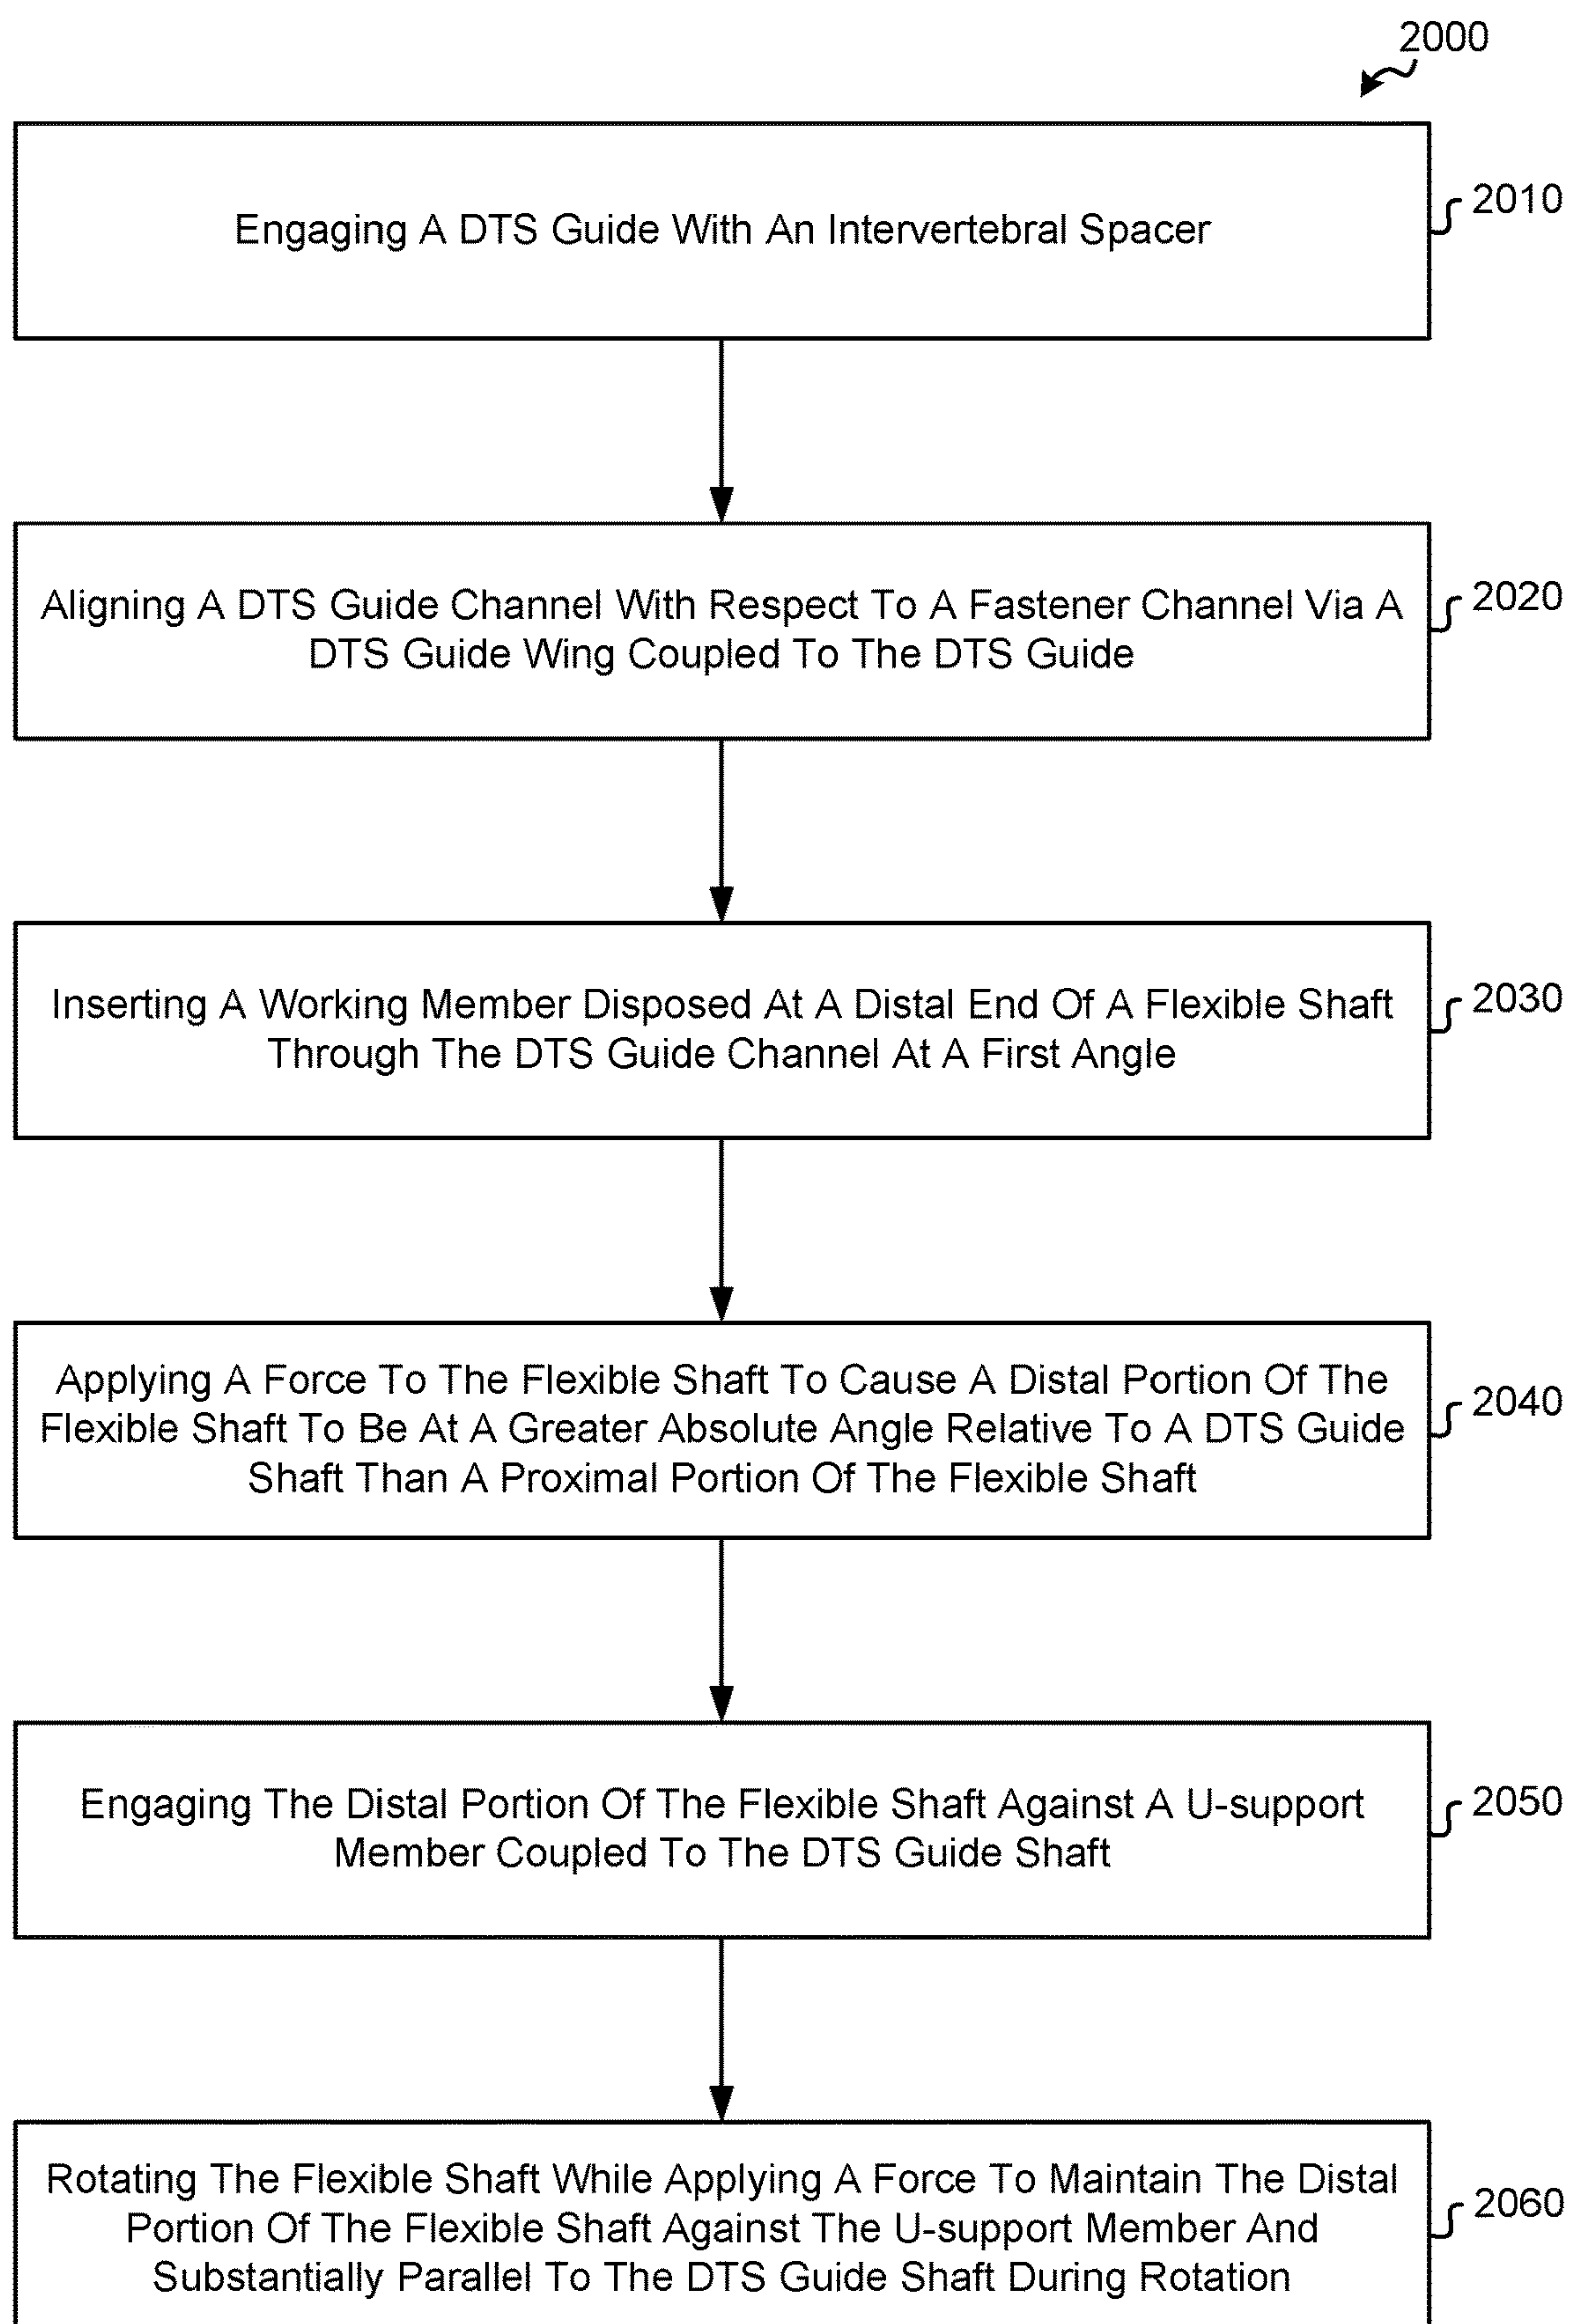 2000
Engaging A DTS Guide With An Intervertebral Spacer
2010
Aligning A DTS Guide Channel With Respect To A Fastener Channel Via A
DTS Guide Wing Coupled To The DTS Guide
2020
Inserting A Working Member Disposed At A Distal End Of A Flexible Shaft
Through The DTS Guide Channel At A First Angle
2030
Applying A Force To The Flexible Shaft To Cause A Distal Portion Of The
Flexible Shaft To Be At A Greater Absolute Angle Relative To A DTS Guide
Shaft Than A Proximal Portion Of The Flexible Shaft
2040
Engaging The Distal Portion Of The Flexible Shaft Against A U-support
Member Coupled To The DTS Guide Shaft
2050
Rotating The Flexible Shaft While Applying A Force To Maintain The Distal
Portion Of The Flexible Shaft Against The U-support Member And
Substantially Parallel To The DTS Guide Shaft During Rotation
2060